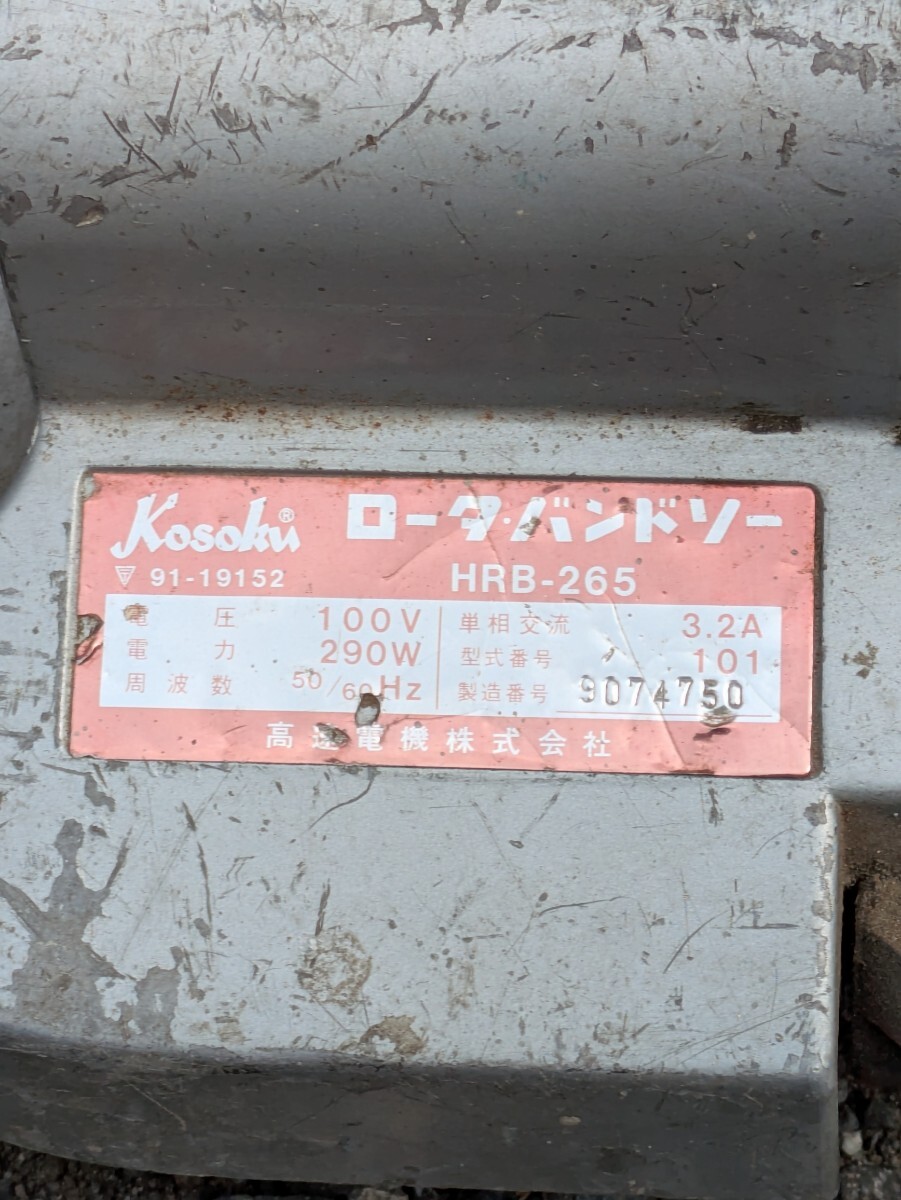 Kosoku® ロータ・バンドソー
▽ 91-19152 HRB-265
電圧 100V 単相交流 3.2A
電力 290W 型式番号 101
周波数 50/60Hz 製造番号 9074750
高速電機株式会社